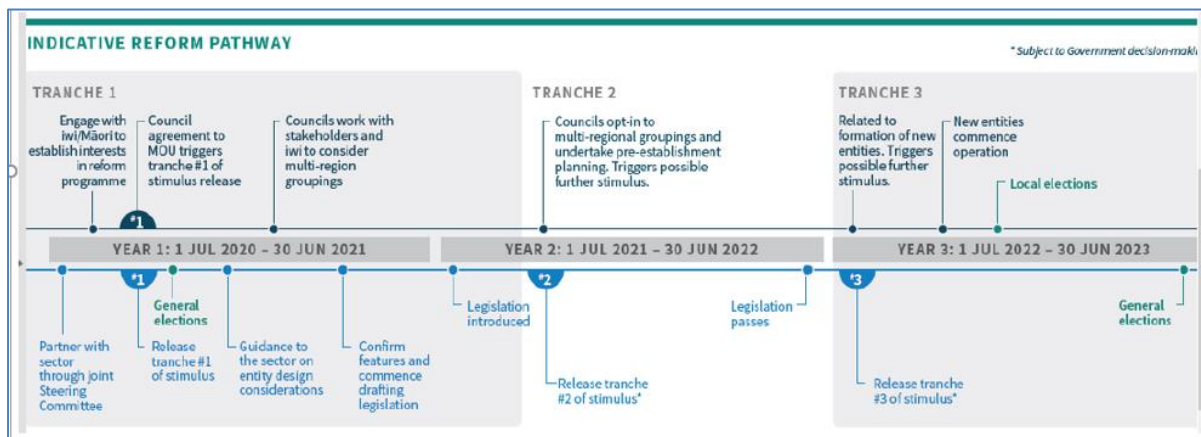 INDICATIVE REFORM PATHWAY
* Subject to Government decision-makin
TRANCHE 1
TRANCHE 2
TRANCHE 3
Engage with
iwi/Māori to
establish interests
in reform
programme
Council
agreement to
MOU triggers
tranche #1 of
stimulus release
Councils work with
stakeholders and
iwi to consider
multi-region
groupings
Councils opt-in to
multi-regional groupings and
undertake pre-establishment
planning. Triggers possible
further stimulus.
Related to
formation of new
entities. Triggers
possible further
stimulus.
New entities
commence
operation
Local elections
#1
YEAR 1: 1 JUL 2020 – 30 JUN 2021
YEAR 2: 1 JUL 2021 – 30 JUN 2022
YEAR 3: 1 JUL 2022 – 30 JUN 2023
#1
#2
#3
General
elections
Legislation
introduced
Legislation
passes
General
elections
Partner with
sector
through joint
Steering
Committee
Release
tranche #1
of stimulus
Guidance to
the sector on
entity design
considerations
Confirm
features and
commence
drafting
legislation
Release tranche
#2 of stimulus*
Release tranche
#3 of stimulus*